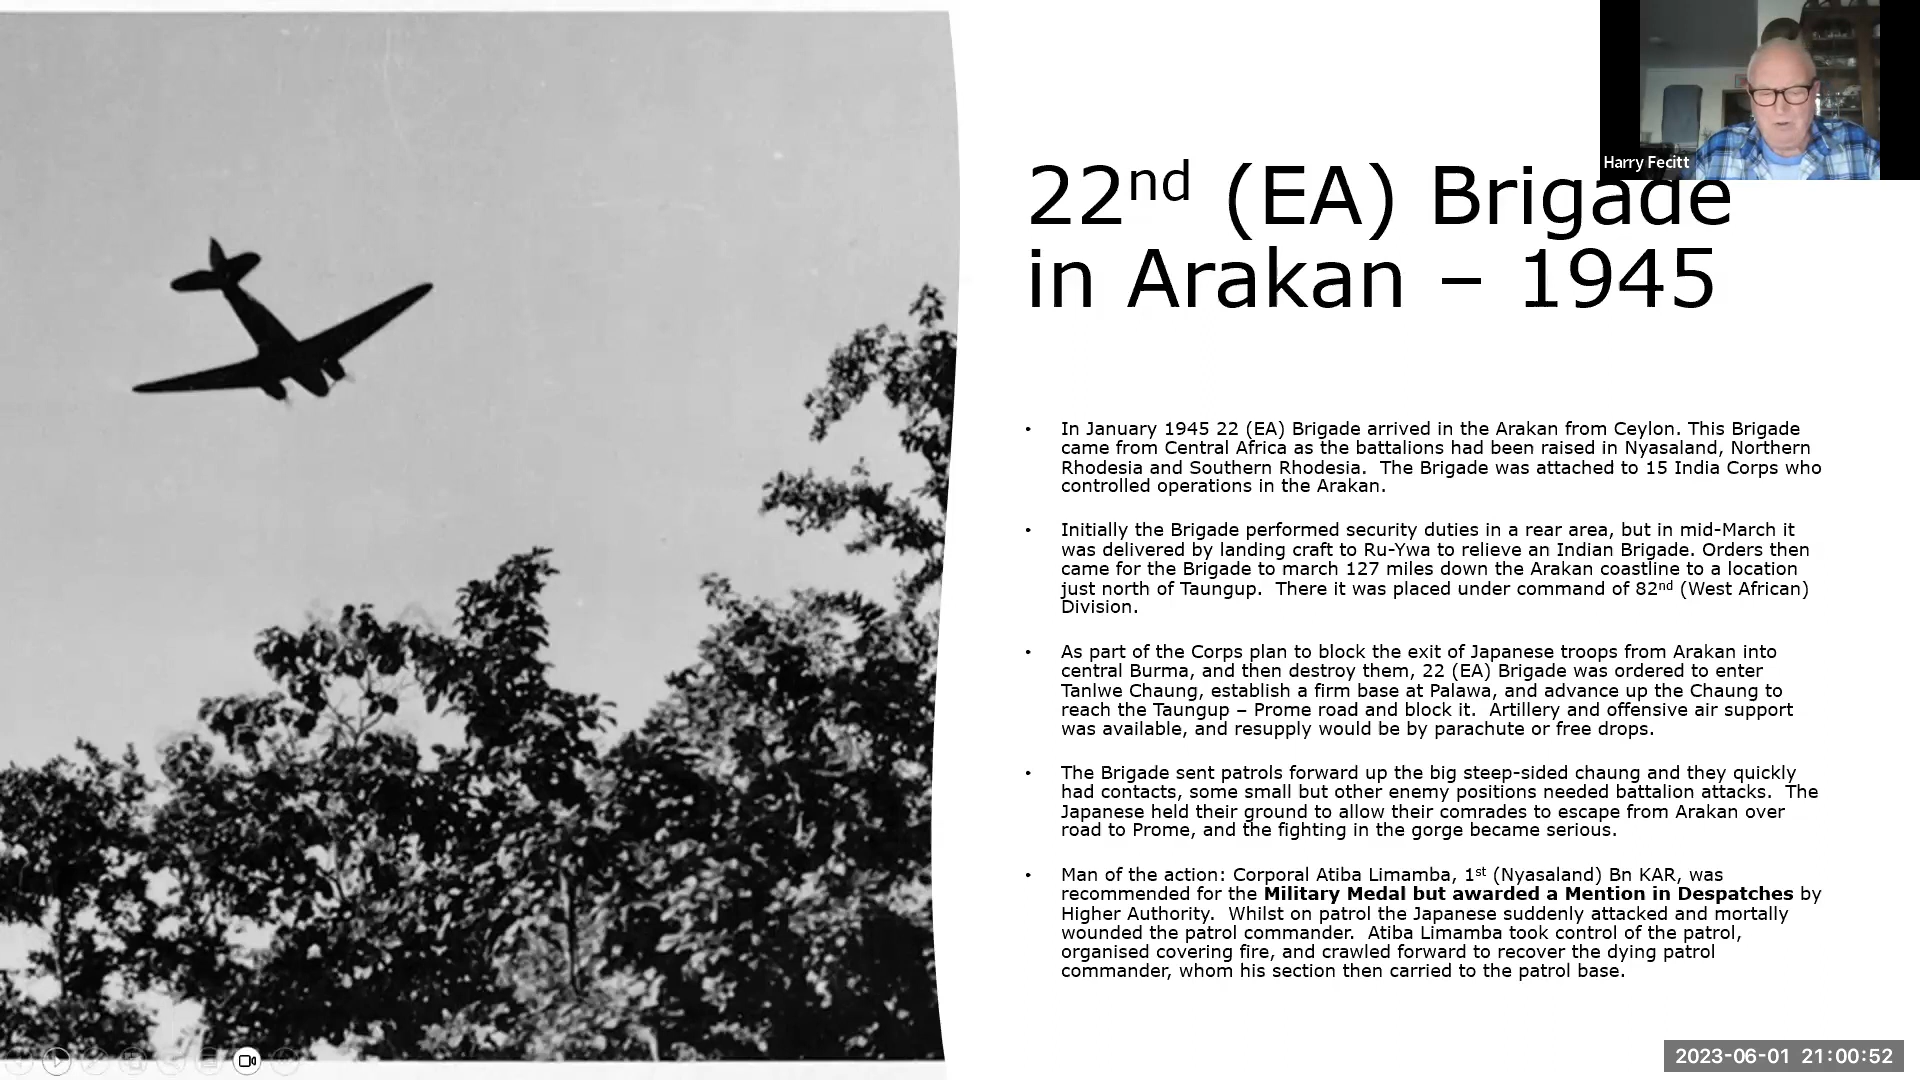 Harry Fecitt
22nd (EA) Brigade
in Arakan – 1945
• In January 1945 22 (EA) Brigade arrived in the Arakan from Ceylon. This Brigade
came from Central Africa as the battalions had been raised in Nyasaland, Northern
Rhodesia and Southern Rhodesia.  The Brigade was attached to 15 India Corps who
controlled operations in the Arakan.
• Initially the Brigade performed security duties in a rear area, but in mid-March it
was delivered by landing craft to Ru-Ywa to relieve an Indian Brigade. Orders then
came for the Brigade to march 127 miles down the Arakan coastline to a location
just north of Taungup.  There it was placed under command of 82nd (West African)
Division.
• As part of the Corps plan to block the exit of Japanese troops from Arakan into
central Burma, and then destroy them, 22 (EA) Brigade was ordered to enter
Tanlwe Chaung, establish a firm base at Palawa, and advance up the Chaung to
reach the Taungup – Prome road and block it.  Artillery and offensive air support
was available, and resupply would be by parachute or free drops.
• The Brigade sent patrols forward up the big steep-sided chaung and they quickly
had contacts, some small but other enemy positions needed battalion attacks.  The
Japanese held their ground to allow their comrades to escape from Arakan over
road to Prome, and the fighting in the gorge became serious.
• Man of the action: Corporal Atiba Limamba, 1st (Nyasaland) Bn KAR, was
recommended for the Military Medal but awarded a Mention in Despatches by
Higher Authority.  Whilst on patrol the Japanese suddenly attacked and mortally
wounded the patrol commander.  Atiba Limamba took control of the patrol,
organised covering fire, and crawled forward to recover the dying patrol
commander, whom his section then carried to the patrol base.
2023-06-01 21:00:52